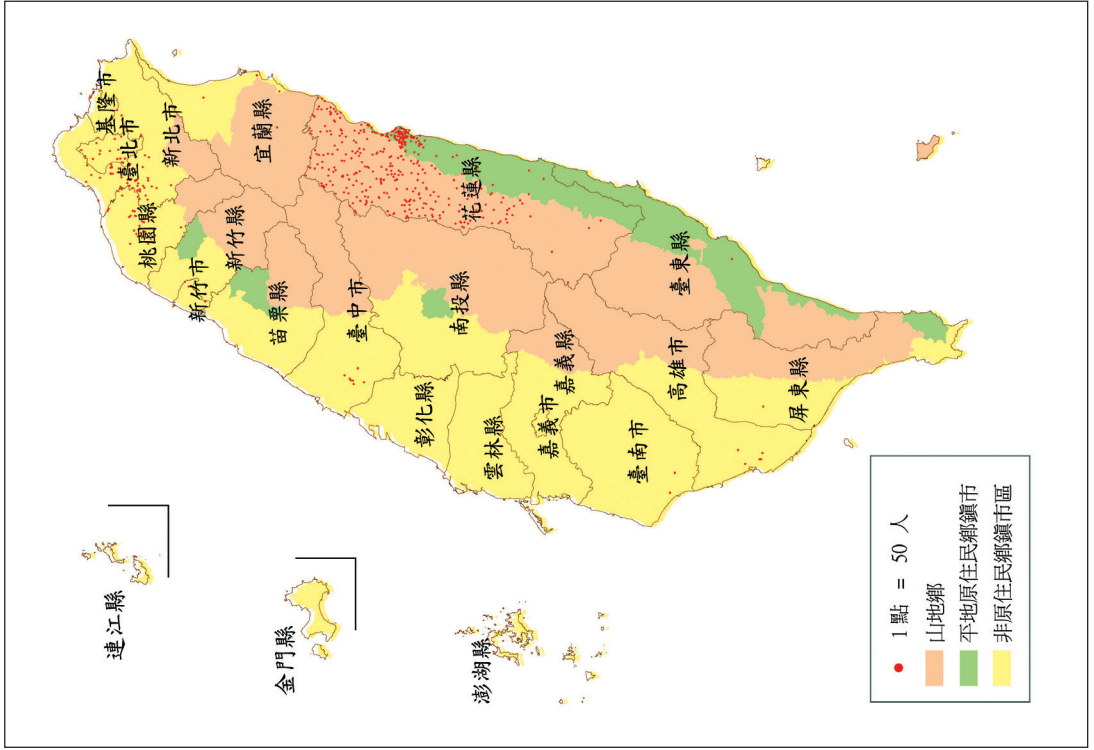 基隆市
臺北市
新北市
桃園縣
新竹縣
新竹市
宜蘭縣
苗栗縣
臺中市
花蓮縣
南投縣
彰化縣
雲林縣
嘉義縣
嘉義市
臺南市
高雄市
臺東縣
屏東縣
連江縣
金門縣
澎湖縣
1 點 = 50 人
山地鄉
平地原住民鄉鎮市
非原住民鄉鎮市區